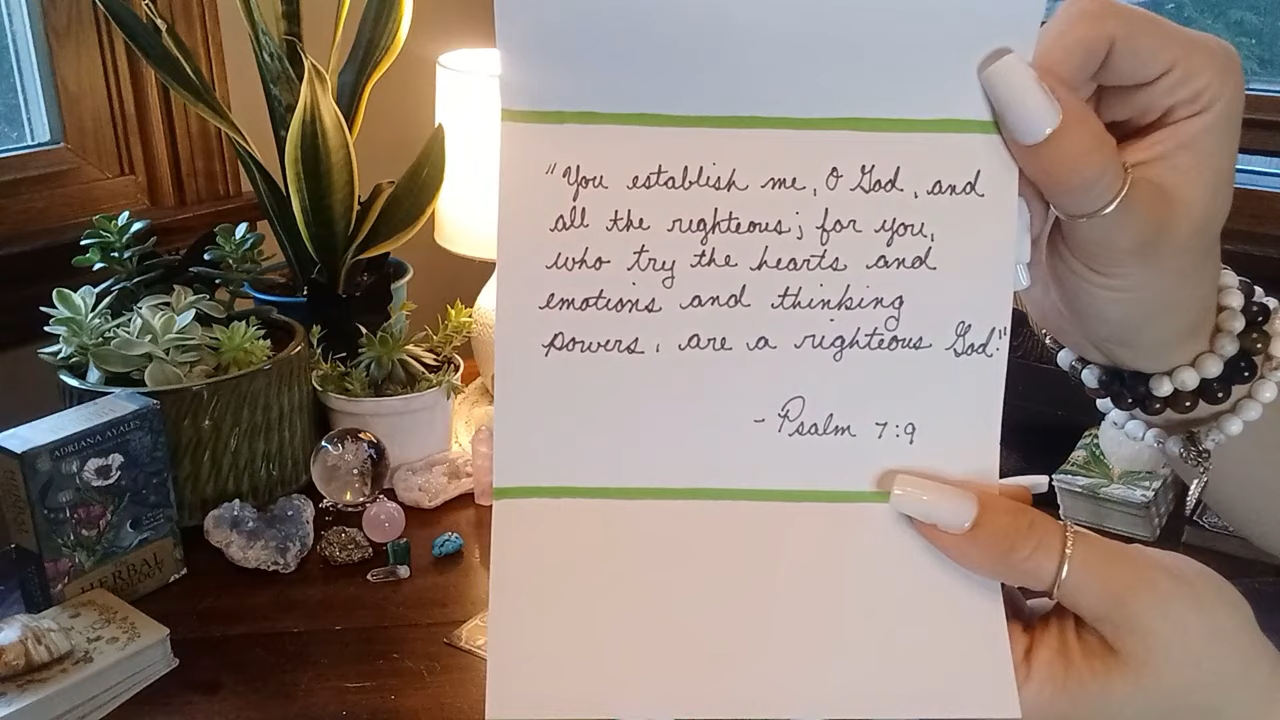 "You establish me, O God, and
all the righteous; for you,
who try the hearts and
emotions and thinking
powers, are a righteous God."
- Psalm 7:9
ADRIANA AYALES
HERBAL